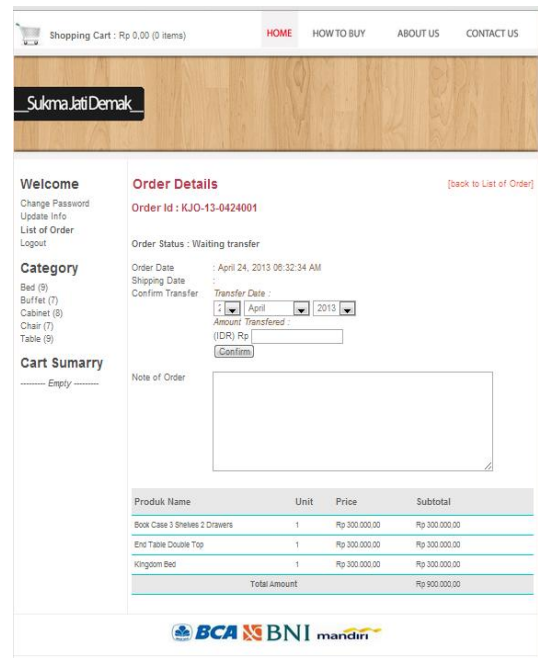 Shopping Cart : Rp 0,00 (0 items)
HOME HOW TO BUY ABOUT US CONTACT US
_Sukma Jati Demak_
Welcome
Change Password
Update Info
List of Order
Logout
Category
Bed (9)
Buffet (7)
Cabinet (8)
Chair (7)
Table (9)
Cart Sumarry
--------- Empty ---------
Order Details [back to List of Order]
Order Id : KJO-13-0424001
Order Status : Waiting transfer
Order Date : April 24, 2013 06:32:34 AM
Shipping Date :
Confirm Transfer Transfer Date :
April 2013
Amount Transfered :
(IDR) Rp
Confirm
Note of Order
Produk Name Unit Price Subtotal
Book Case 3 Shelves 2 Drawers 1 Rp 300.000,00 Rp 300.000,00
End Table Double Top 1 Rp 300.000,00 Rp 300.000,00
Kingdom Bed 1 Rp 300.000,00 Rp 300.000,00
Total Amount Rp 900.000,00
BCA BNI mandiri